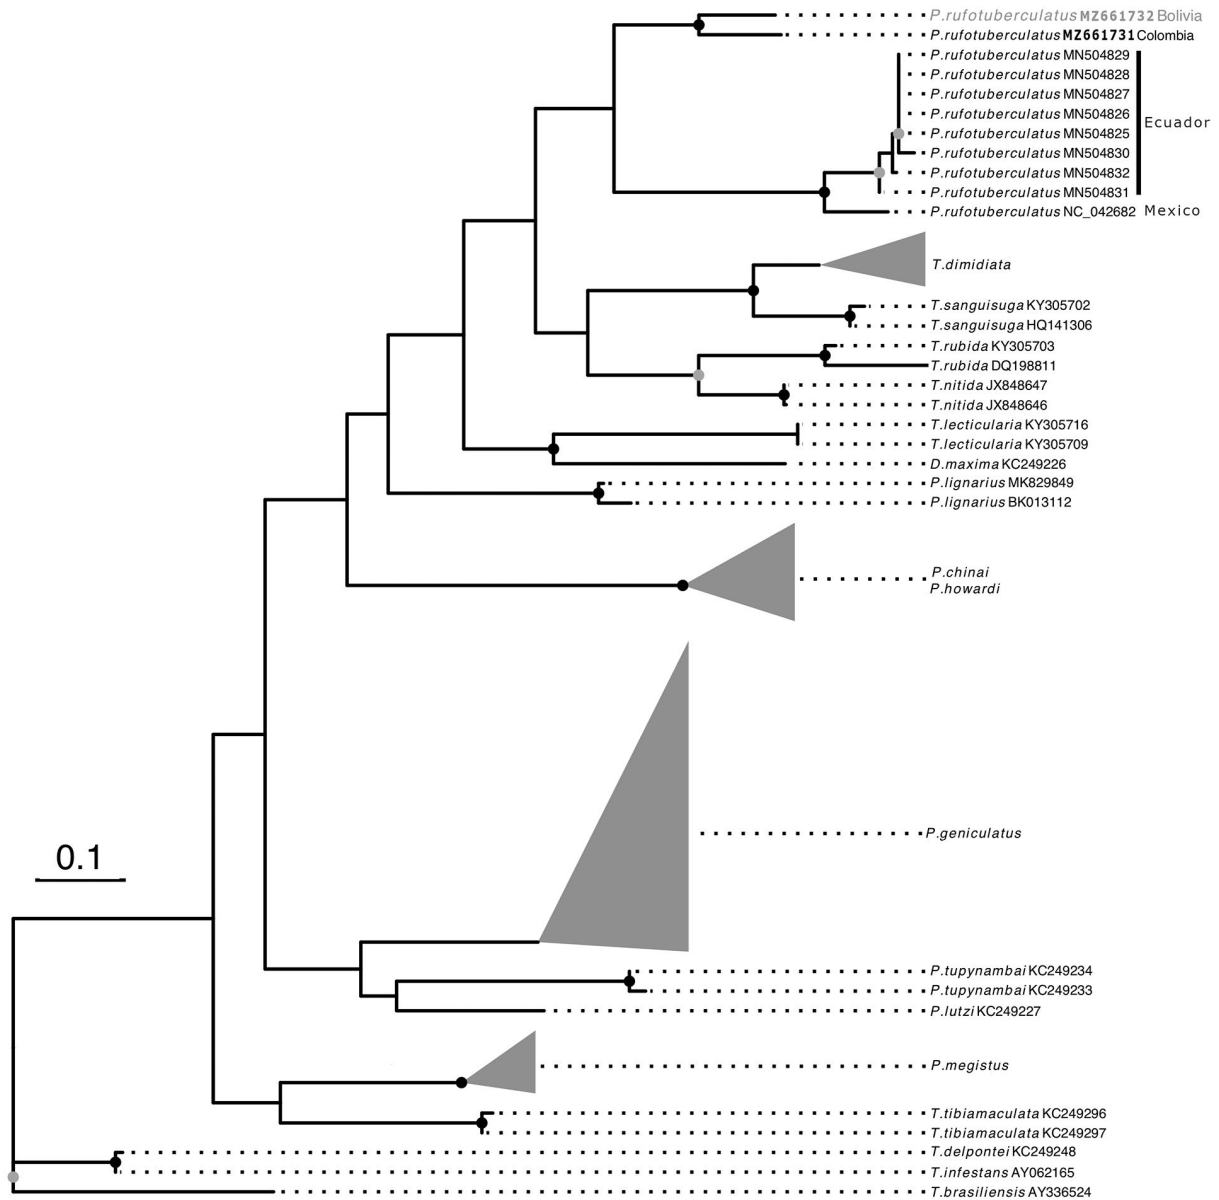 P.rufotuberculatus MZ661732 Bolivia
P.rufotuberculatus MZ661731 Colombia
P.rufotuberculatus MN504829
P.rufotuberculatus MN504828
P.rufotuberculatus MN504827
P.rufotuberculatus MN504826
Ecuador
P.rufotuberculatus MN504825
P.rufotuberculatus MN504830
P.rufotuberculatus MN504832
P.rufotuberculatus MN504831
P.rufotuberculatus NC_042682 Mexico
T.dimidiata
T.sanguisuga KY305702
T.sanguisuga HQ141306
T.rubida KY305703
T.rubida DQ198811
T.nitida JX848647
T.nitida JX848646
T.lecticularia KY305716
T.lecticularia KY305709
D.maxima KC249226
P.lignarius MK829849
P.lignarius BK013112
P.chinai
P.howardi
P.geniculatus
0.1
P.tupynambai KC249234
P.tupynambai KC249233
P.lutzi KC249227
P.megistus
T.tibiamaculata KC249296
T.tibiamaculata KC249297
T.delpontei KC249248
T.infestans AY062165
T.brasiliensis AY336524